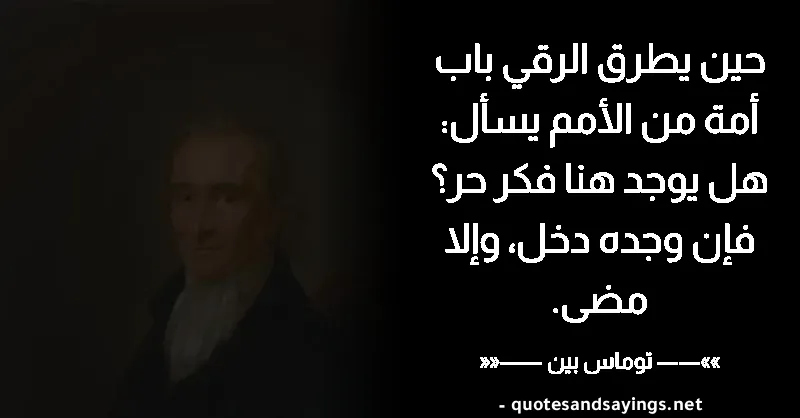 حين يطرق الرقي باب
أمة من الأمم يسأل:
هل يوجد هنا فكر حر؟
فإن وجده دخل، وإلا
مضى.
»»—— توماس بين ——««
- quotesandsayings.net